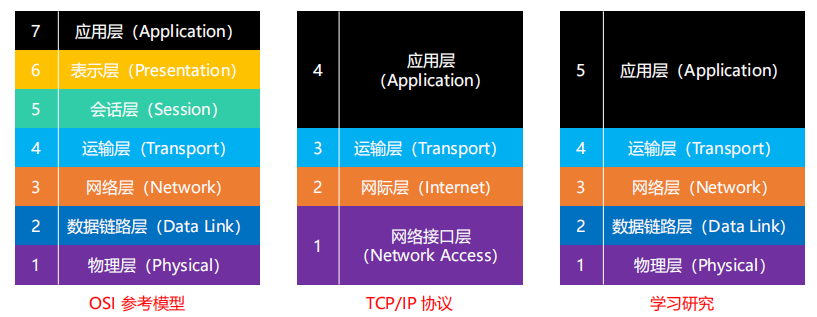 7 应用层（Application）
6 表示层（Presentation）
5 会话层（Session）
4 运输层（Transport）
3 网络层（Network）
2 数据链路层（Data Link）
1 物理层（Physical）
OSI 参考模型
4 应用层
（Application）
3 运输层（Transport）
2 网际层（Internet）
1 网络接口层
（Network Access）
TCP/IP 协议
5 应用层（Application）
4 运输层（Transport）
3 网络层（Network）
2 数据链路层（Data Link）
1 物理层（Physical）
学习研究